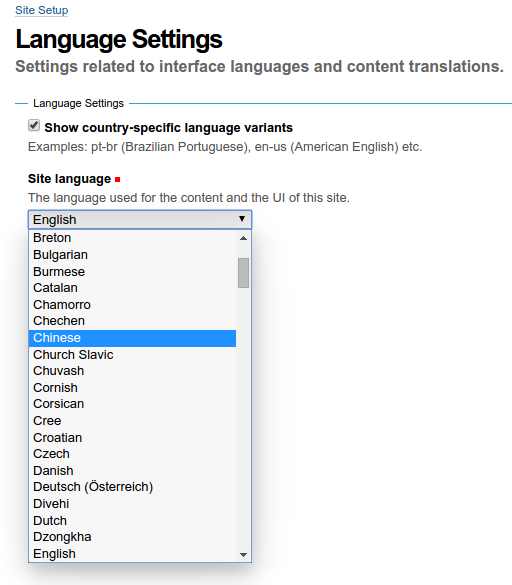 Site Setup
Language Settings
Settings related to interface languages and content translations.
Language Settings
Show country-specific language variants
Examples: pt-br (Brazilian Portuguese), en-us (American English) etc.
Site language
The language used for the content and the UI of this site.
English
Breton
Bulgarian
Burmese
Catalan
Chamorro
Chechen
Chinese
Church Slavic
Chuvash
Cornish
Corsican
Cree
Croatian
Czech
Danish
Deutsch (Österreich)
Divehi
Dutch
Dzongkha
English